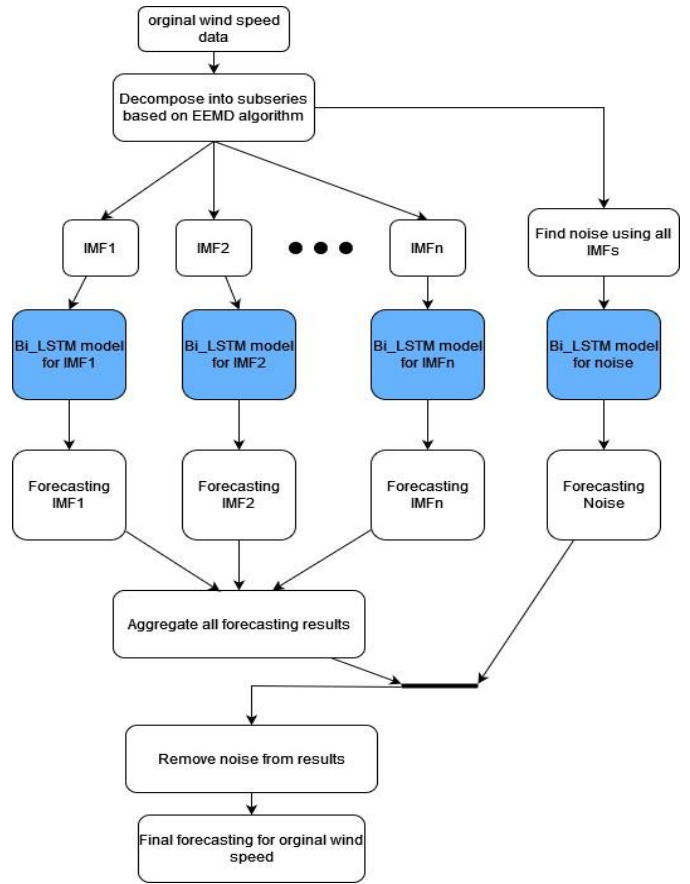 orginal wind speed
data
Decompose into subseries
based on EEMD algorithm
IMF1
IMF2
IMFn
Find noise using all
IMFs
Bi_LSTM model
for IMF1
Bi_LSTM model
for IMF2
Bi_LSTM model
for IMFn
Bi_LSTM model
for noise
Forecasting
IMF1
Forecasting
IMF2
Forecasting
IMFn
Forecasting
Noise
Aggregate all forecasting results
Remove noise from results
Final forecasting for orginal wind
speed